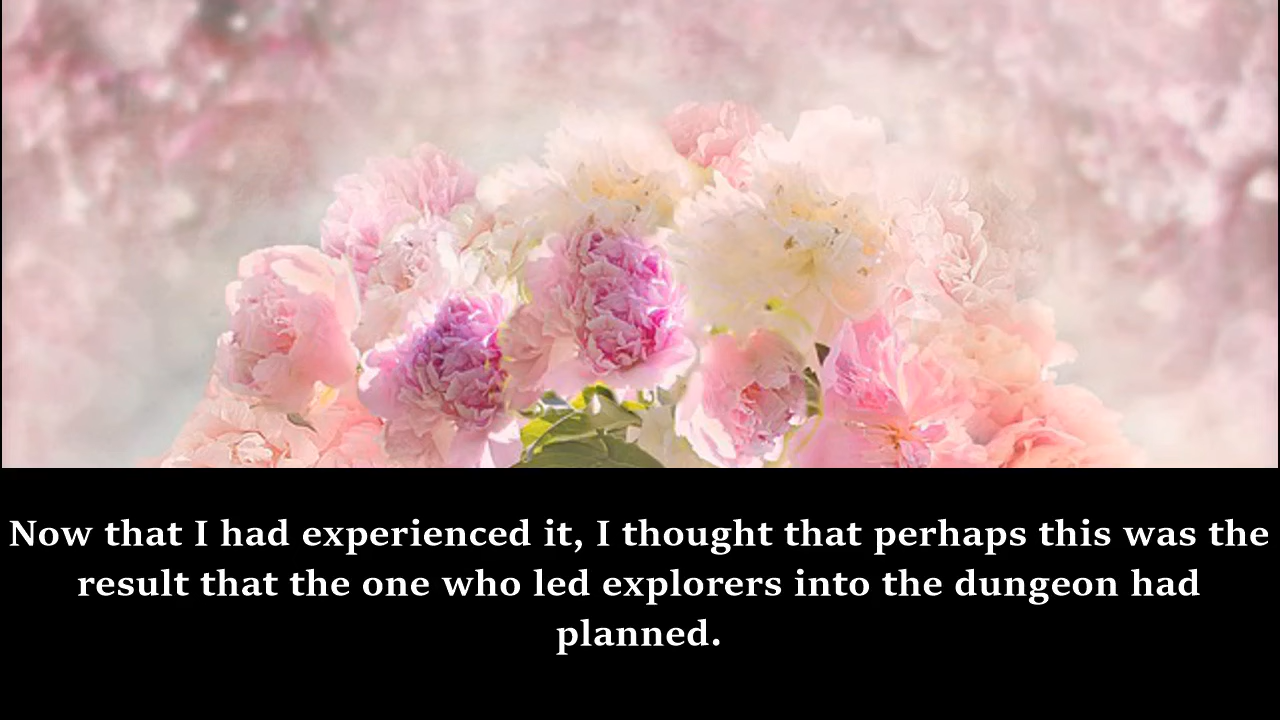 Now that I had experienced it, I thought that perhaps this was the
result that the one who led explorers into the dungeon had
planned.